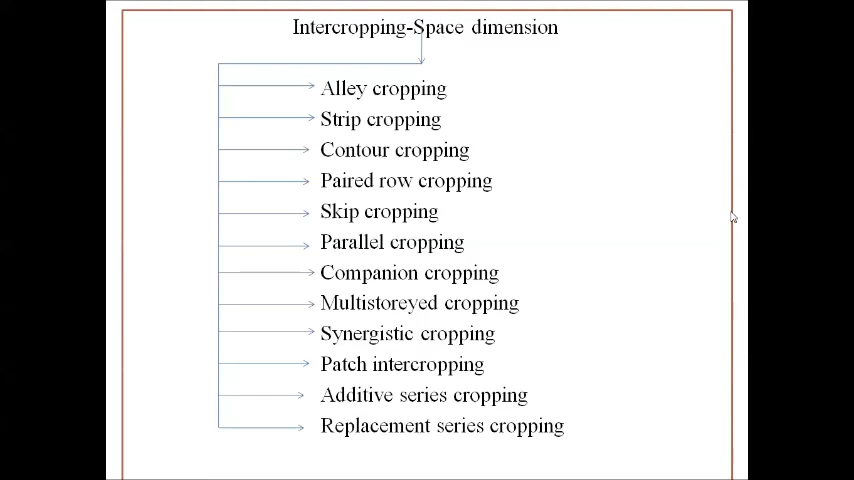 Intercropping-Space dimension
Alley cropping
Strip cropping
Contour cropping
Paired row cropping
Skip cropping
Parallel cropping
Companion cropping
Multistoreyed cropping
Synergistic cropping
Patch intercropping
Additive series cropping
Replacement series cropping